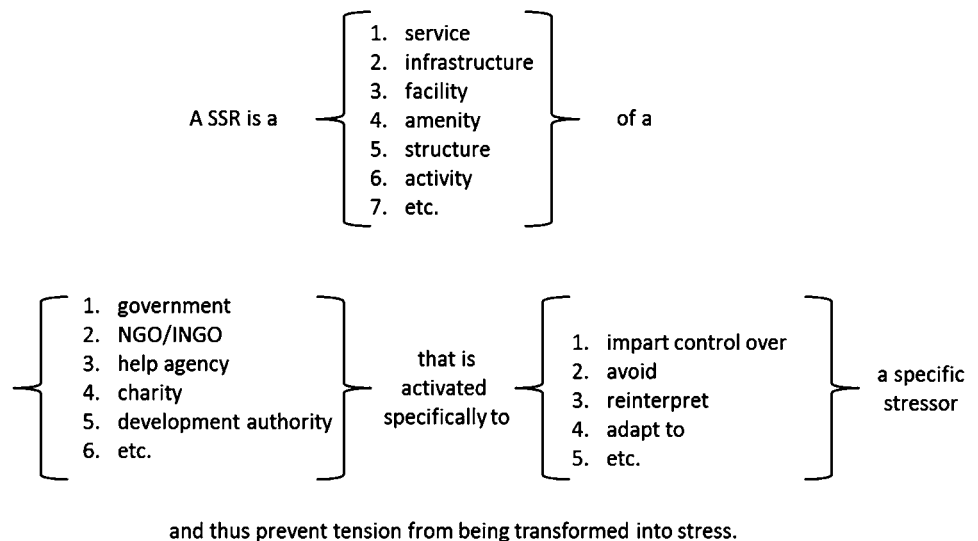 A SSR is a
1. service
2. infrastructure
3. facility
4. amenity
5. structure
6. activity
7. etc.
of a
1. government
2. NGO/INGO
3. help agency
4. charity
5. development authority
6. etc.
that is
activated
specifically to
1. impart control over
2. avoid
3. reinterpret
4. adapt to
5. etc.
a specific
stressor
and thus prevent tension from being transformed into stress.